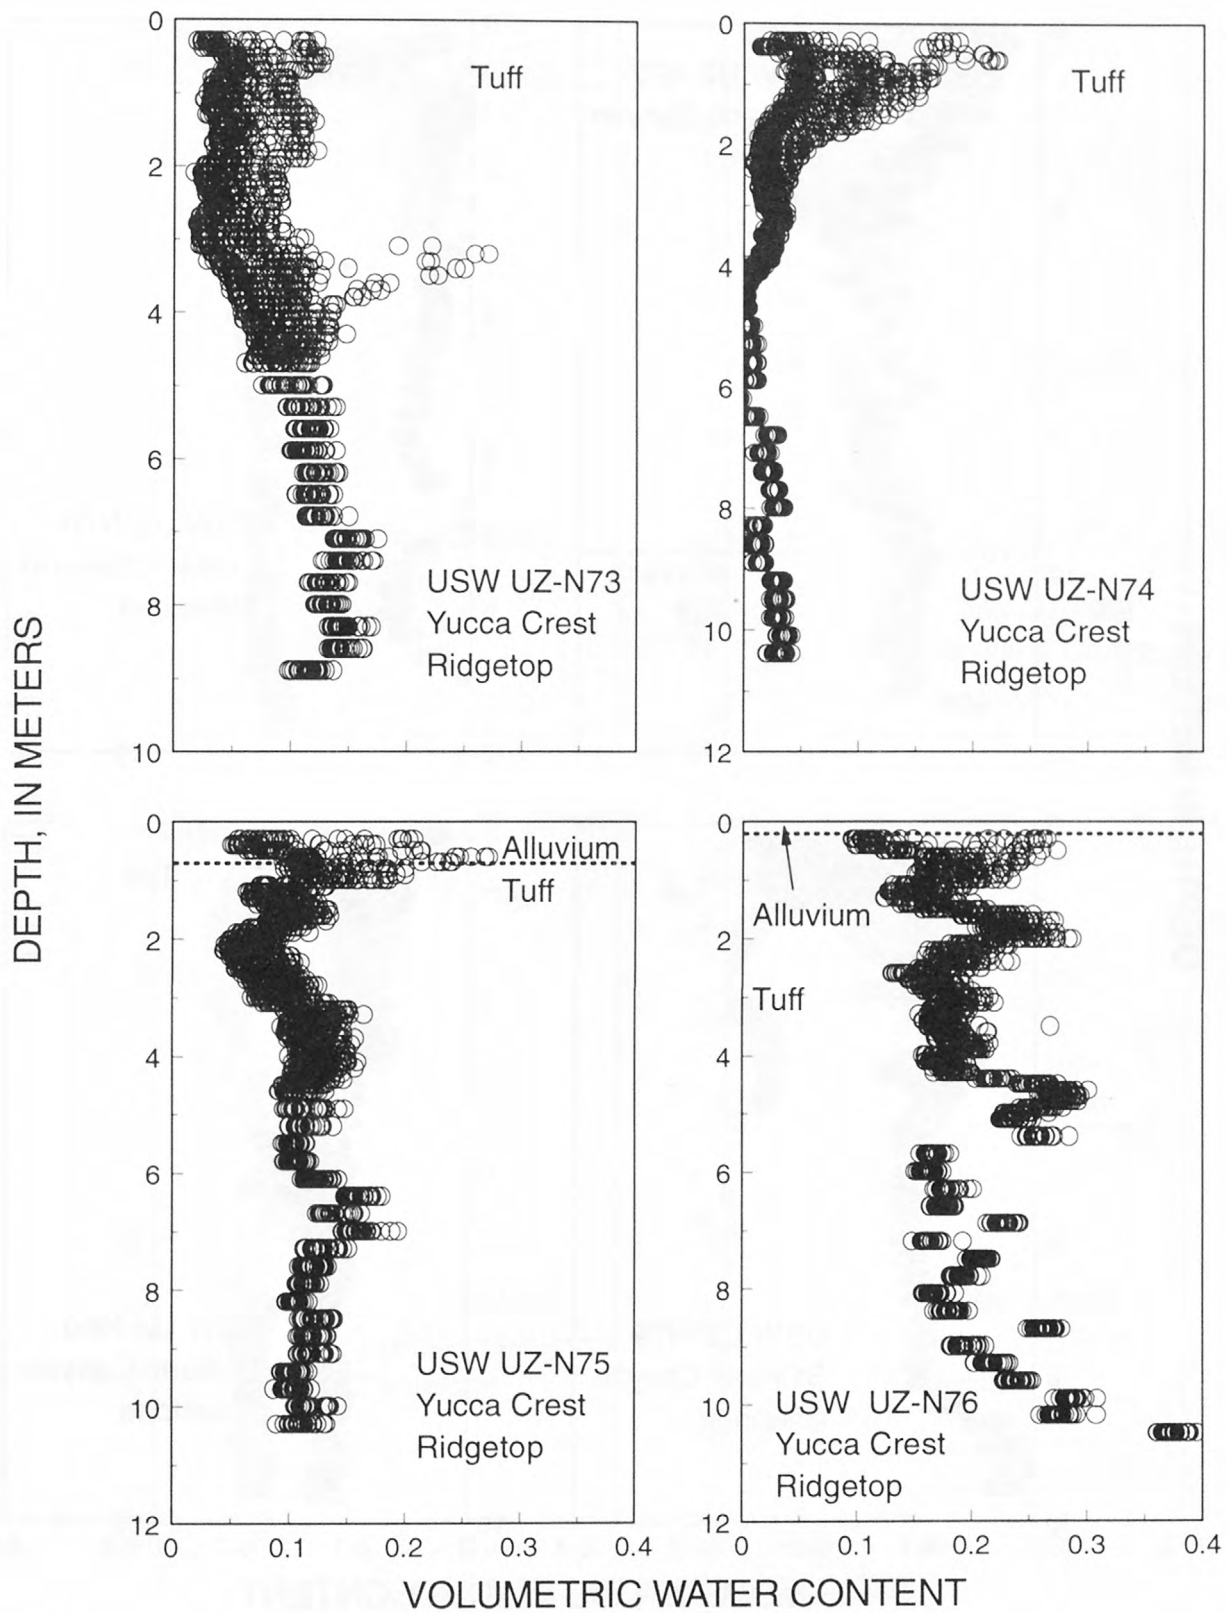 DEPTH, IN METERS
0
2
4
6
8
10
Tuff
USW UZ-N73
Yucca Crest
Ridgetop
0
2
4
6
8
10
12
Tuff
USW UZ-N74
Yucca Crest
Ridgetop
0
2
4
6
8
10
12
Alluvium
Tuff
USW UZ-N75
Yucca Crest
Ridgetop
0 0.1 0.2 0.3 0.4
0
2
4
6
8
10
12
Alluvium
Tuff
USW UZ-N76
Yucca Crest
Ridgetop
0 0.1 0.2 0.3 0.4
VOLUMETRIC WATER CONTENT